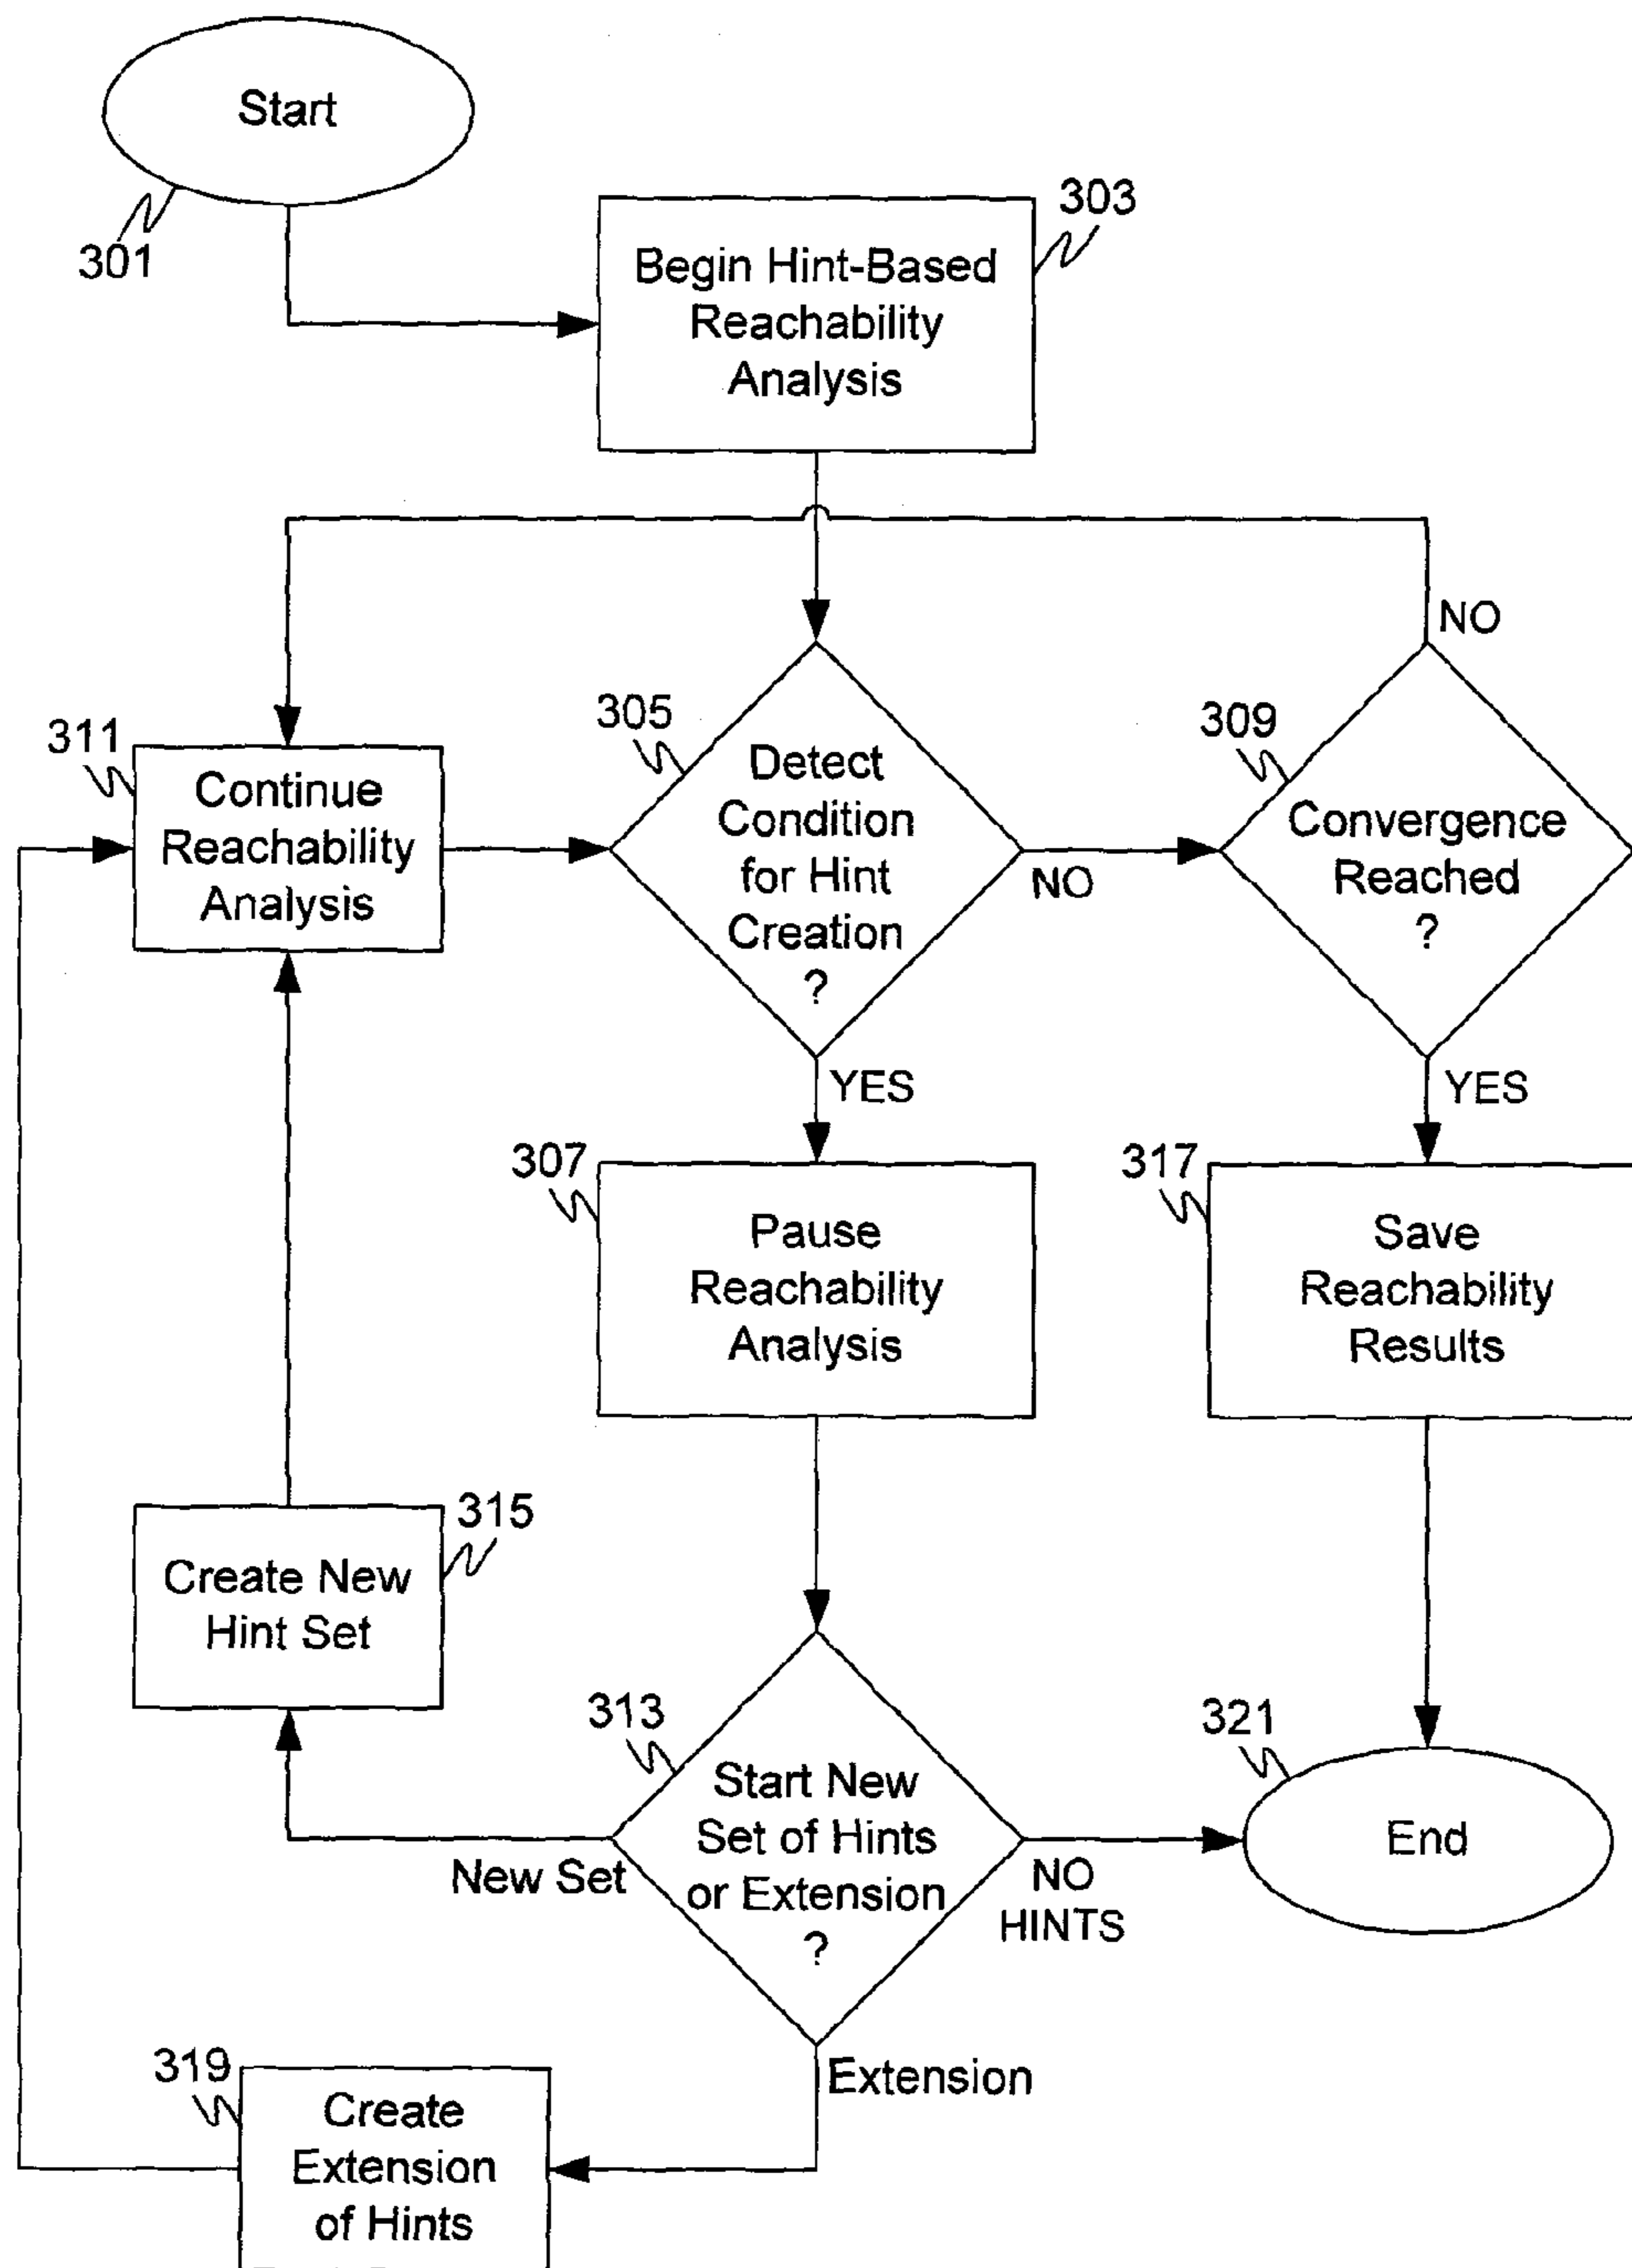 Start
301
303
Begin Hint-Based
Reachability
Analysis
NO
311
Continue
Reachability
Analysis
305
Detect
Condition
for Hint
Creation
?
NO
309
Convergence
Reached
?
YES
YES
307
Pause
Reachability
Analysis
317
Save
Reachability
Results
315
Create New
Hint Set
313
Start New
Set of Hints
or Extension
?
New Set
NO
HINTS
321
End
Extension
319
Create
Extension
of Hints